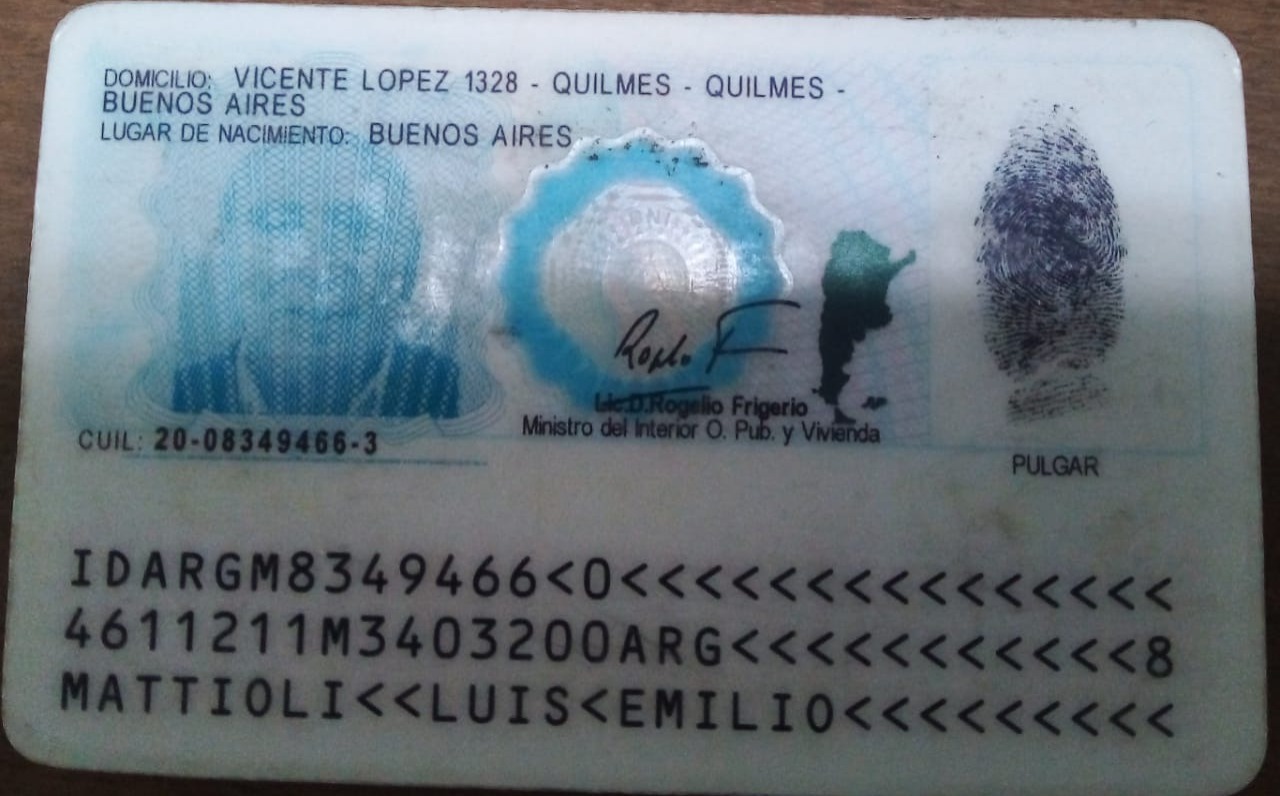 DOMICILIO: VICENTE LOPEZ 1328 - QUILMES - QUILMES -
BUENOS AIRES
LUGAR DE NACIMIENTO: BUENOS AIRES
Lic.D.Rogelio Frigerio
Ministro del Interior O. Pub. y Vivienda
CUIL: 20-08349466-3
PULGAR
IDARGM8349466<0<<<<<<<<<<<<<<<
4611211M3403200ARG<<<<<<<<<<<8
MATTIOLI<<LUIS<EMILIO<<<<<<<<<